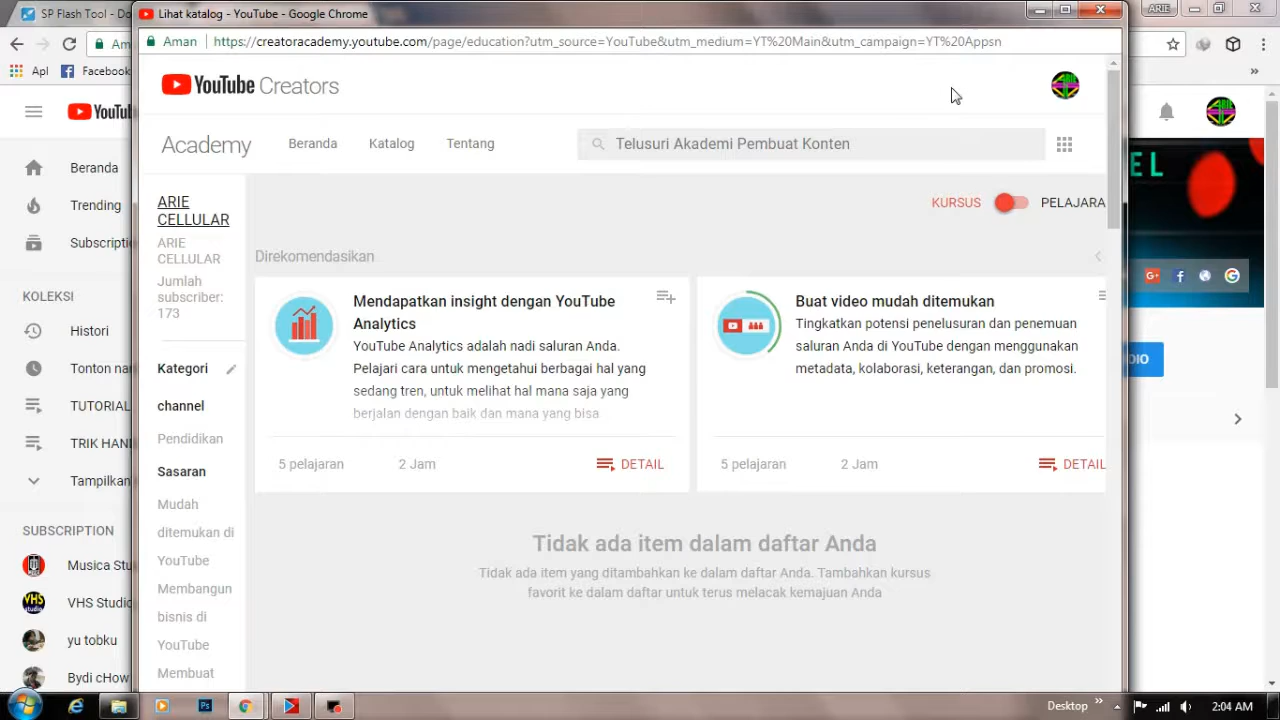 SP Flash Tool - Do
Lihat katalog - YouTube - Google Chrome
ARIE
Am
Aman
https://creatoracademy.youtube.com/page/education?utm_source=YouTube&utm_medium=YT%20Main&utm_campaign=YT%20Appsn
Apl
Facebook
»
YouTube Creators
YouTu
Academy
Beranda
Katalog
Tentang
Telusuri Akademi Pembuat Konten
Beranda
Trending
Subscripti
KOLEKSI
Histori
Tonton na
TUTORIAL
TRIK HAN
Tampilkan
SUBSCRIPTION
Musica Stu
VHS Studio
yu tobku
Bydi cHow
ARIE
CELLULAR
ARIE
CELLULAR
Jumlah
subscriber:
173
Kategori
channel
Pendidikan
Sasaran
Mudah
ditemukan di
YouTube
Membangun
bisnis di
YouTube
Membuat
KURSUS
PELAJARA
Direkomendasikan
Mendapatkan insight dengan YouTube
Analytics
YouTube Analytics adalah nadi saluran Anda.
Pelajari cara untuk mengetahui berbagai hal yang
sedang tren, untuk melihat hal mana saja yang
berjalan dengan baik dan mana yang bisa
5 pelajaran
2 Jam
DETAIL
Buat video mudah ditemukan
Tingkatkan potensi penelusuran dan penemuan
saluran Anda di YouTube dengan menggunakan
metadata, kolaborasi, keterangan, dan promosi.
5 pelajaran
2 Jam
DETAIL
Tidak ada item dalam daftar Anda
Tidak ada item yang ditambahkan ke dalam daftar Anda. Tambahkan kursus
favorit ke dalam daftar untuk terus melacak kemajuan Anda
EL
DIO
Desktop
»
2:04 AM